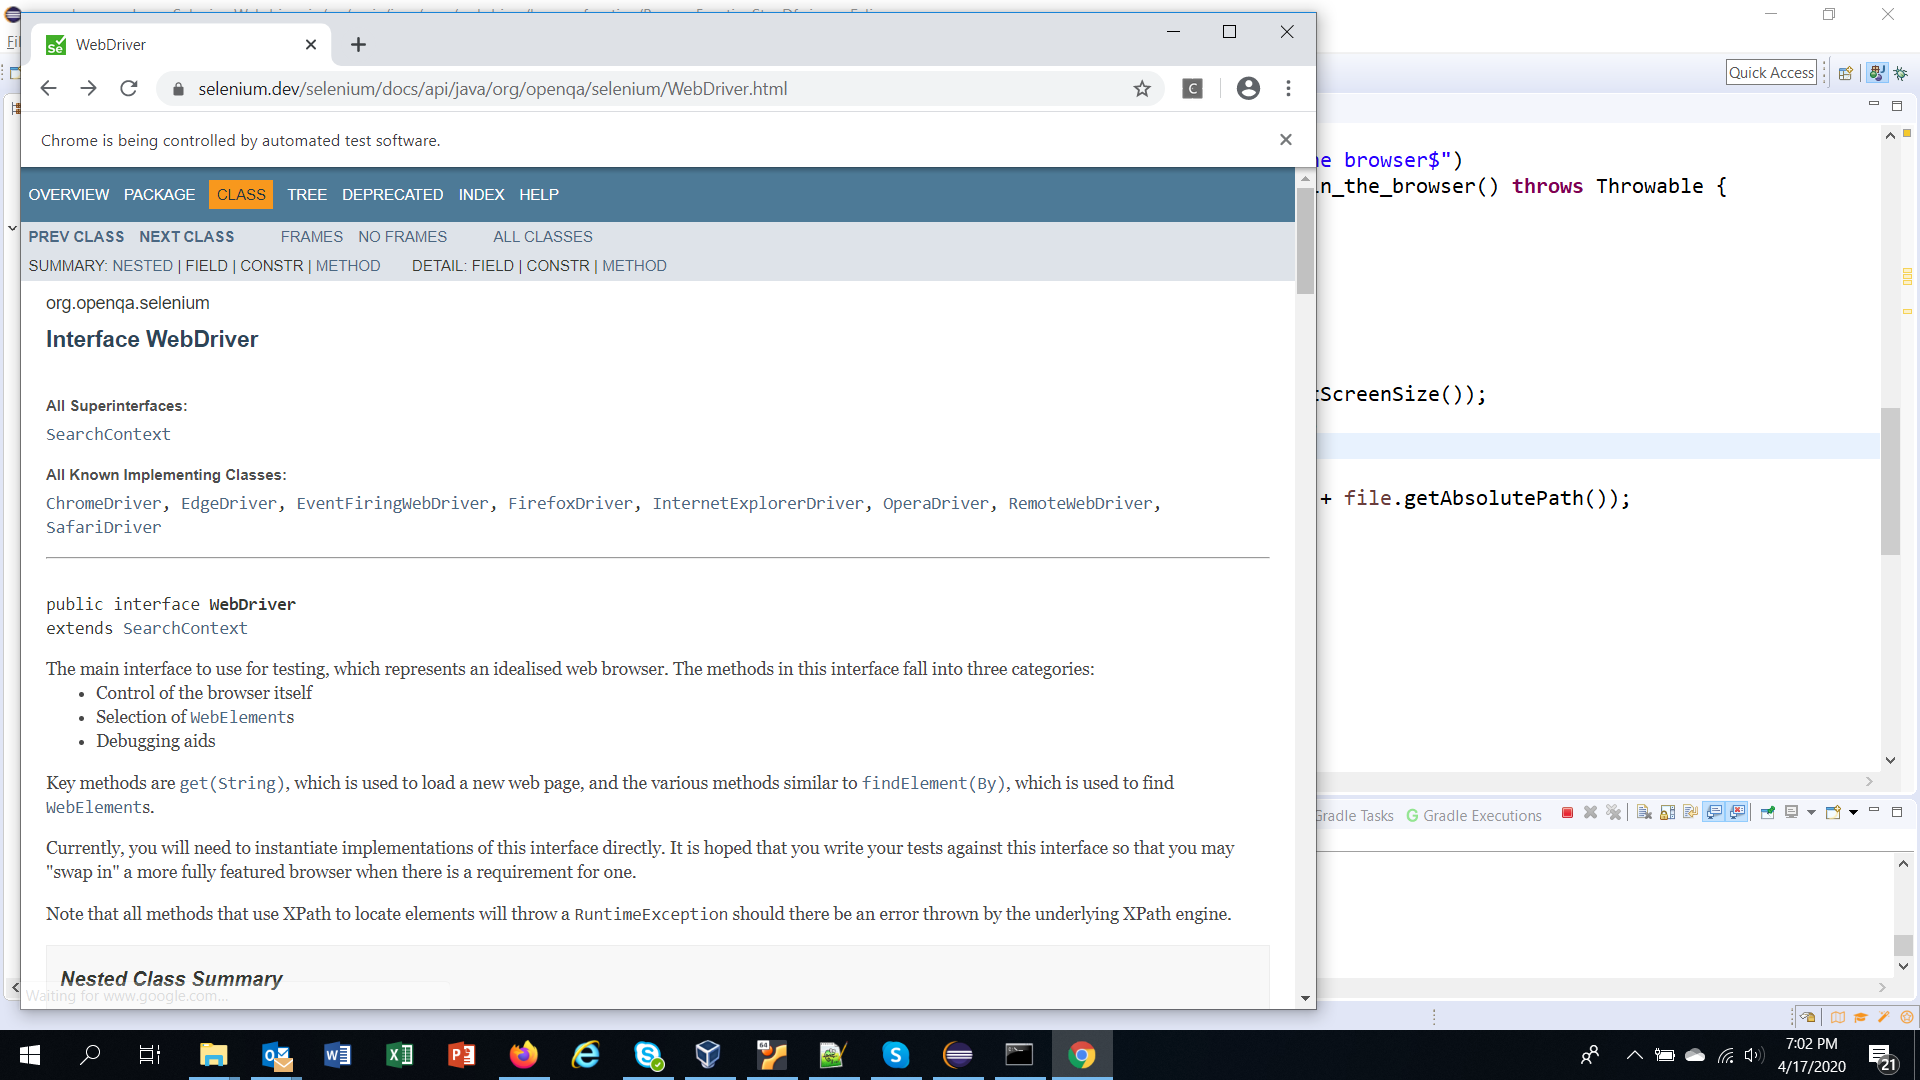 WebDriver
selenium.dev/selenium/docs/api/java/org/openqa/selenium/WebDriver.html
Chrome is being controlled by automated test software.
OVERVIEW PACKAGE CLASS TREE DEPRECATED INDEX HELP
PREV CLASS NEXT CLASS FRAMES NO FRAMES ALL CLASSES
SUMMARY: NESTED | FIELD | CONSTR | METHOD DETAIL: FIELD | CONSTR | METHOD
org.openqa.selenium
Interface WebDriver
All Superinterfaces:
SearchContext
All Known Implementing Classes:
ChromeDriver, EdgeDriver, EventFiringWebDriver, FirefoxDriver, InternetExplorerDriver, OperaDriver, RemoteWebDriver,
SafariDriver
public interface WebDriver
extends SearchContext
The main interface to use for testing, which represents an idealised web browser. The methods in this interface fall into three categories:
• Control of the browser itself
• Selection of WebElements
• Debugging aids
Key methods are get(String), which is used to load a new web page, and the various methods similar to findElement(By), which is used to find
WebElements.
Currently, you will need to instantiate implementations of this interface directly. It is hoped that you write your tests against this interface so that you may
"swap in" a more fully featured browser when there is a requirement for one.
Note that all methods that use XPath to locate elements will throw a RuntimeException should there be an error thrown by the underlying XPath engine.
Nested Class Summary
Waiting for www.google.com...
Quick Access
browser$")
n_the_browser() throws Throwable {
ScreenSize());
+ file.getAbsolutePath());
Gradle Tasks Gradle Executions
7:02 PM
4/17/2020
21